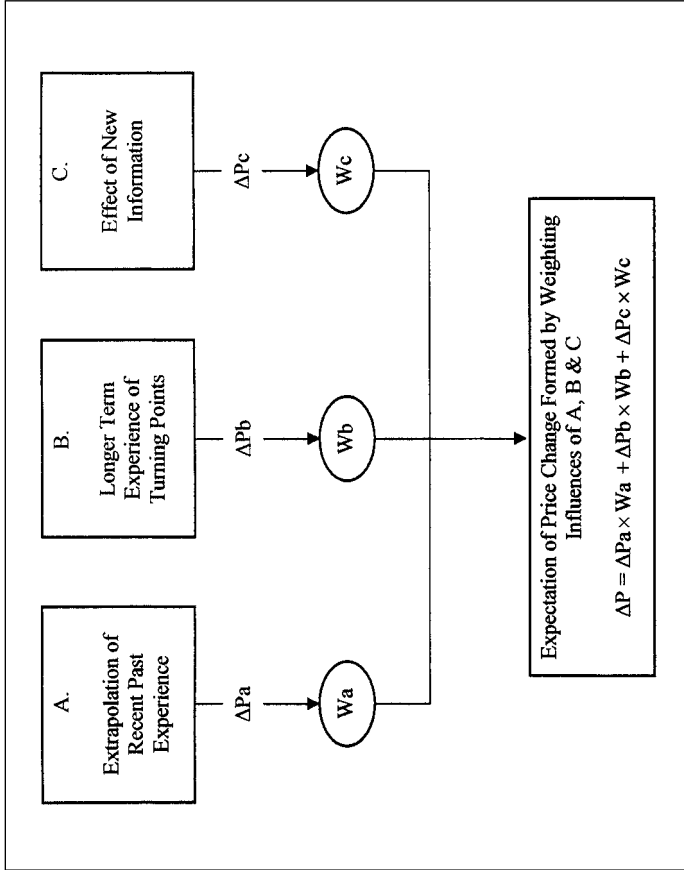 A.
Extrapolation of
Recent Past
Experience
B.
Longer Term
Experience of
Turning Points
C.
Effect of New
Information
ΔPa
ΔPb
ΔPc
Wa
Wb
Wc
Expectation of Price Change Formed by Weighting
Influences of A, B & C
ΔP = ΔPa × Wa + ΔPb × Wb + ΔPc × Wc